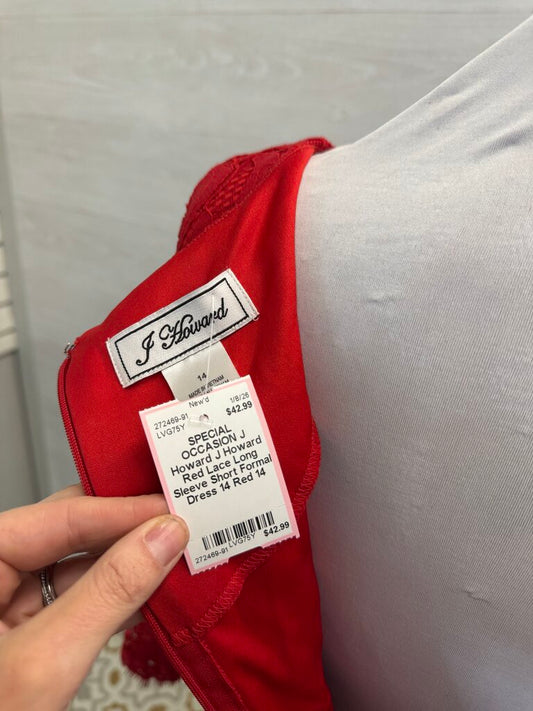 J Howard
14
MADE IN VIETNAM
New'd 1/8/26
272469-91 $42.99
LVG75Y
SPECIAL
OCCASION J
Howard J Howard
Red Lace Long
Sleeve Short Formal
Dress 14 Red 14
272469-91 LVG75Y $42.99